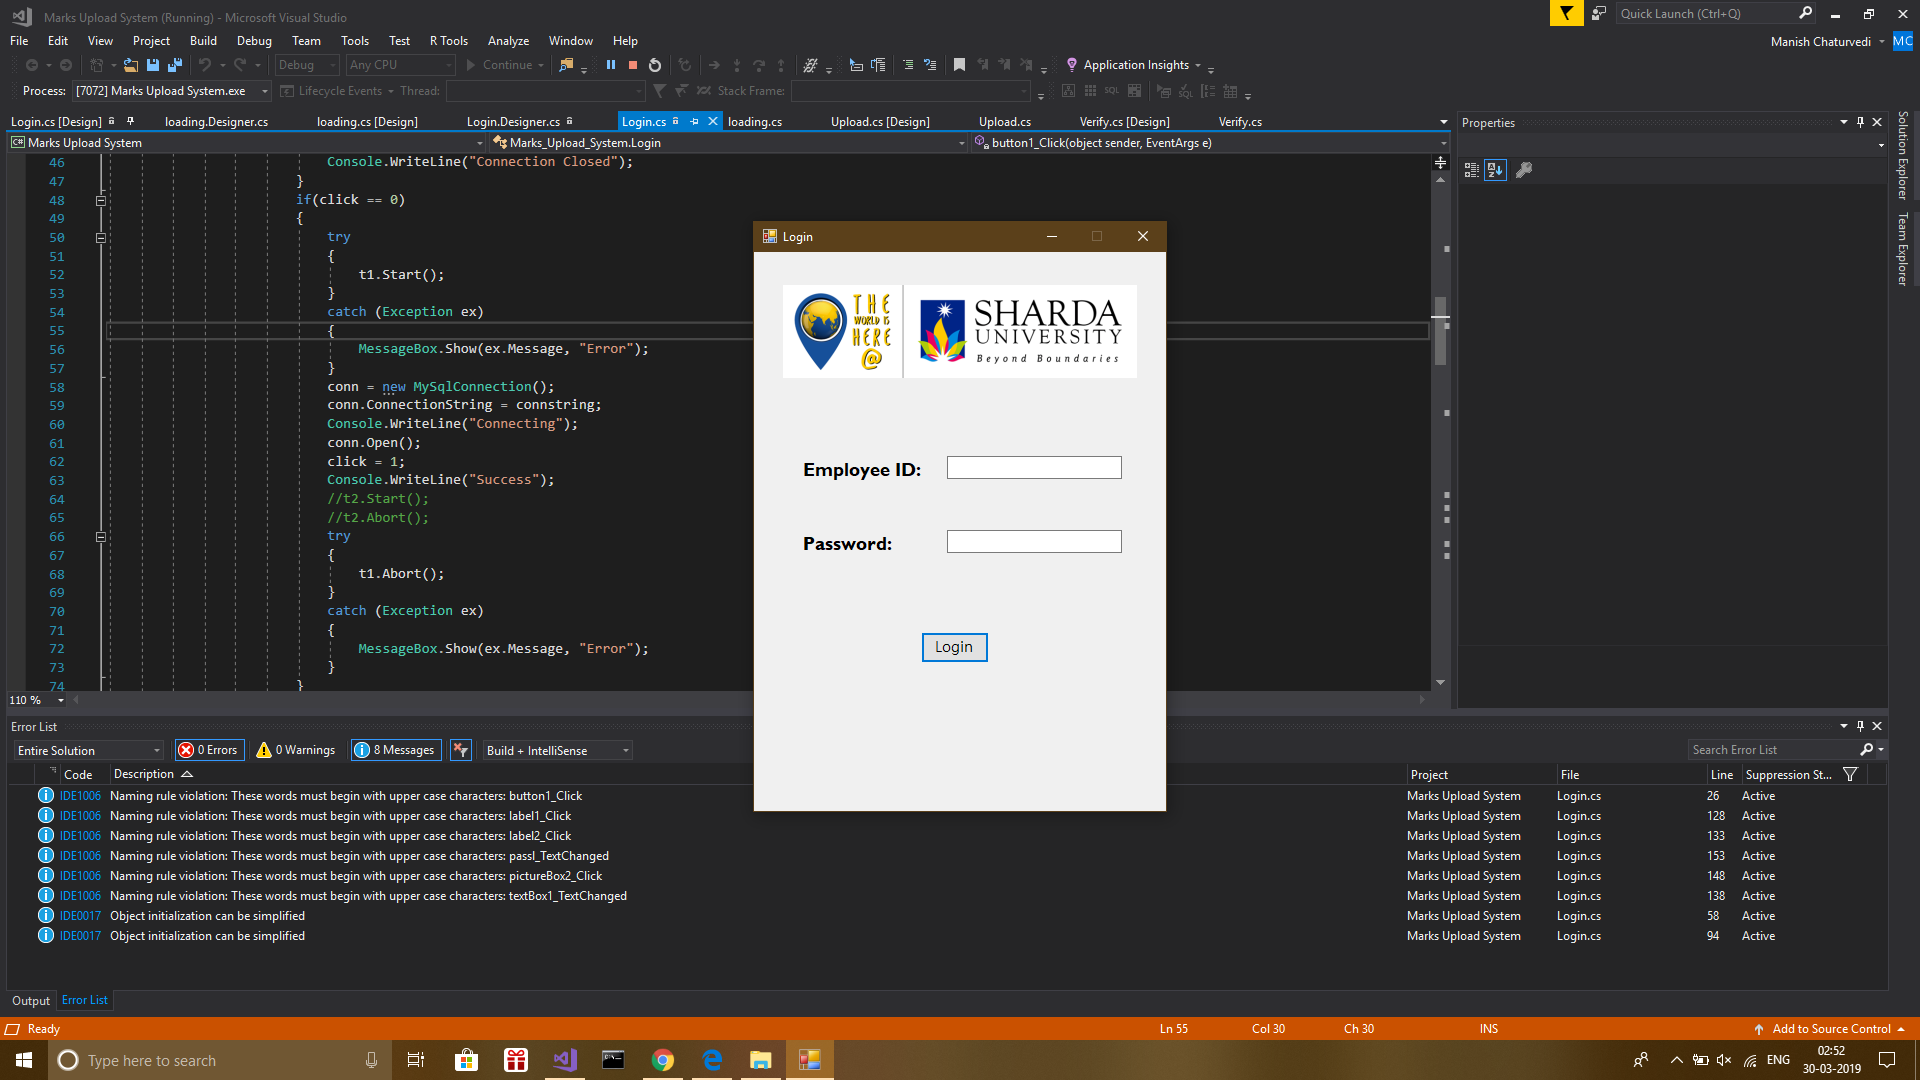 Marks Upload System (Running) - Microsoft Visual Studio
Quick Launch (Ctrl+Q)
File Edit View Project Build Debug Team Tools Test R Tools Analyze Window Help
Manish Chaturvedi MC
Debug Any CPU Continue Application Insights
Process: [7072] Marks Upload System.exe Lifecycle Events Thread: Stack Frame:
Login.cs [Design] loading.Designer.cs loading.cs [Design] Login.Designer.cs Login.cs loading.cs Upload.cs [Design] Upload.cs Verify.cs [Design] Verify.cs
Properties
Solution Explorer
Team Explorer
Marks Upload System Marks_Upload_System.Login button1_Click(object sender, EventArgs e)
46 Console.WriteLine("Connection Closed");
47 }
48 if(click == 0)
49 {
50 try
51 {
52 t1.Start();
53 }
54 catch (Exception ex)
55 {
56 MessageBox.Show(ex.Message, "Error");
57 }
58 conn = new MySqlConnection();
59 conn.ConnectionString = connstring;
60 Console.WriteLine("Connecting");
61 conn.Open();
62 click = 1;
63 Console.WriteLine("Success");
64 //t2.Start();
65 //t2.Abort();
66 try
67 {
68 t1.Abort();
69 }
70 catch (Exception ex)
71 {
72 MessageBox.Show(ex.Message, "Error");
73 }
74 }
110 %
Login
THE
WORLD IS
HERE
@
SHARDA
UNIVERSITY
Beyond Boundaries
Employee ID:
Password:
Login
Error List
Entire Solution 0 Errors 0 Warnings 8 Messages Build + IntelliSense Search Error List
Code Description Project File Line Suppression St...
IDE1006 Naming rule violation: These words must begin with upper case characters: button1_Click Marks Upload System Login.cs 26 Active
IDE1006 Naming rule violation: These words must begin with upper case characters: label1_Click Marks Upload System Login.cs 128 Active
IDE1006 Naming rule violation: These words must begin with upper case characters: label2_Click Marks Upload System Login.cs 133 Active
IDE1006 Naming rule violation: These words must begin with upper case characters: passl_TextChanged Marks Upload System Login.cs 153 Active
IDE1006 Naming rule violation: These words must begin with upper case characters: pictureBox2_Click Marks Upload System Login.cs 148 Active
IDE1006 Naming rule violation: These words must begin with upper case characters: textBox1_TextChanged Marks Upload System Login.cs 138 Active
IDE0017 Object initialization can be simplified Marks Upload System Login.cs 58 Active
IDE0017 Object initialization can be simplified Marks Upload System Login.cs 94 Active
Output Error List
Ready Ln 55 Col 30 Ch 30 INS Add to Source Control
Type here to search
ENG
02:52
30-03-2019